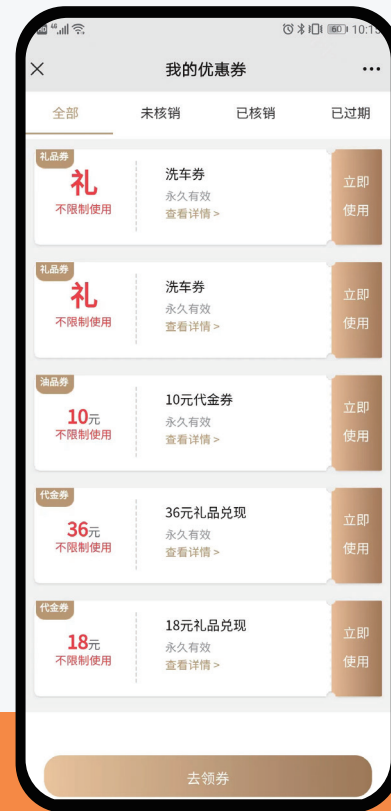 46
60 10:15
我的优惠券
全部 未核销 已核销 已过期
礼品券
礼
不限制使用
洗车券
永久有效
查看详情 >
立即
使用
礼品券
礼
不限制使用
洗车券
永久有效
查看详情 >
立即
使用
油品券
10元
不限制使用
10元代金券
永久有效
查看详情 >
立即
使用
代金券
36元
不限制使用
36元礼品兑现
永久有效
查看详情 >
立即
使用
代金券
18元
不限制使用
18元礼品兑现
永久有效
查看详情 >
立即
使用
去领券